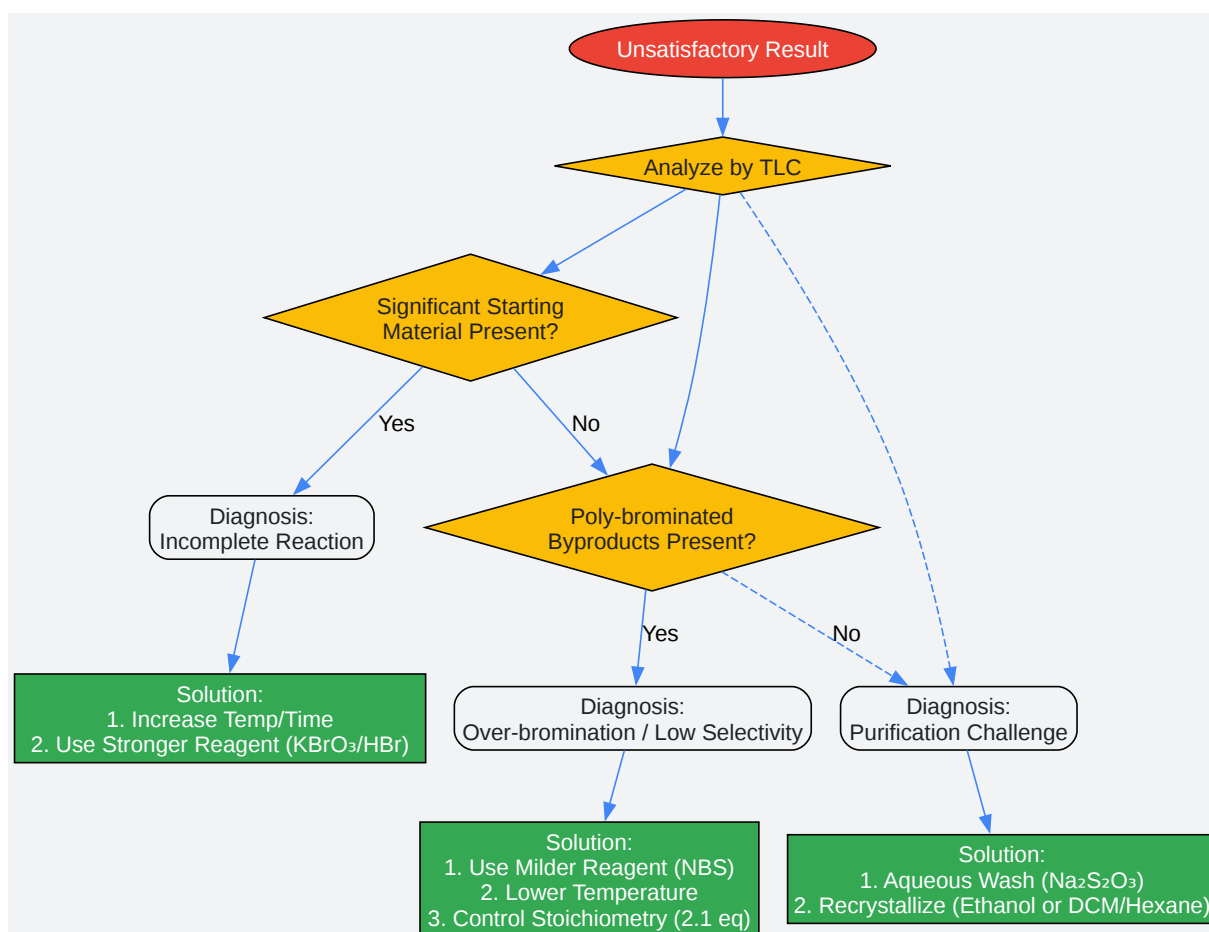 Unsatisfactory Result
Analyze by TLC
Significant Starting
Material Present?
Yes
No
Diagnosis:
Incomplete Reaction
Poly-brominated
Byproducts Present?
Yes
No
Solution:
1. Increase Temp/Time
2. Use Stronger Reagent (KBrO₃/HBr)
Diagnosis:
Over-bromination / Low Selectivity
Diagnosis:
Purification Challenge
Solution:
1. Use Milder Reagent (NBS)
2. Lower Temperature
3. Control Stoichiometry (2.1 eq)
Solution:
1. Aqueous Wash (Na₂S₂O₃)
2. Recrystallize (Ethanol or DCM/Hexane)